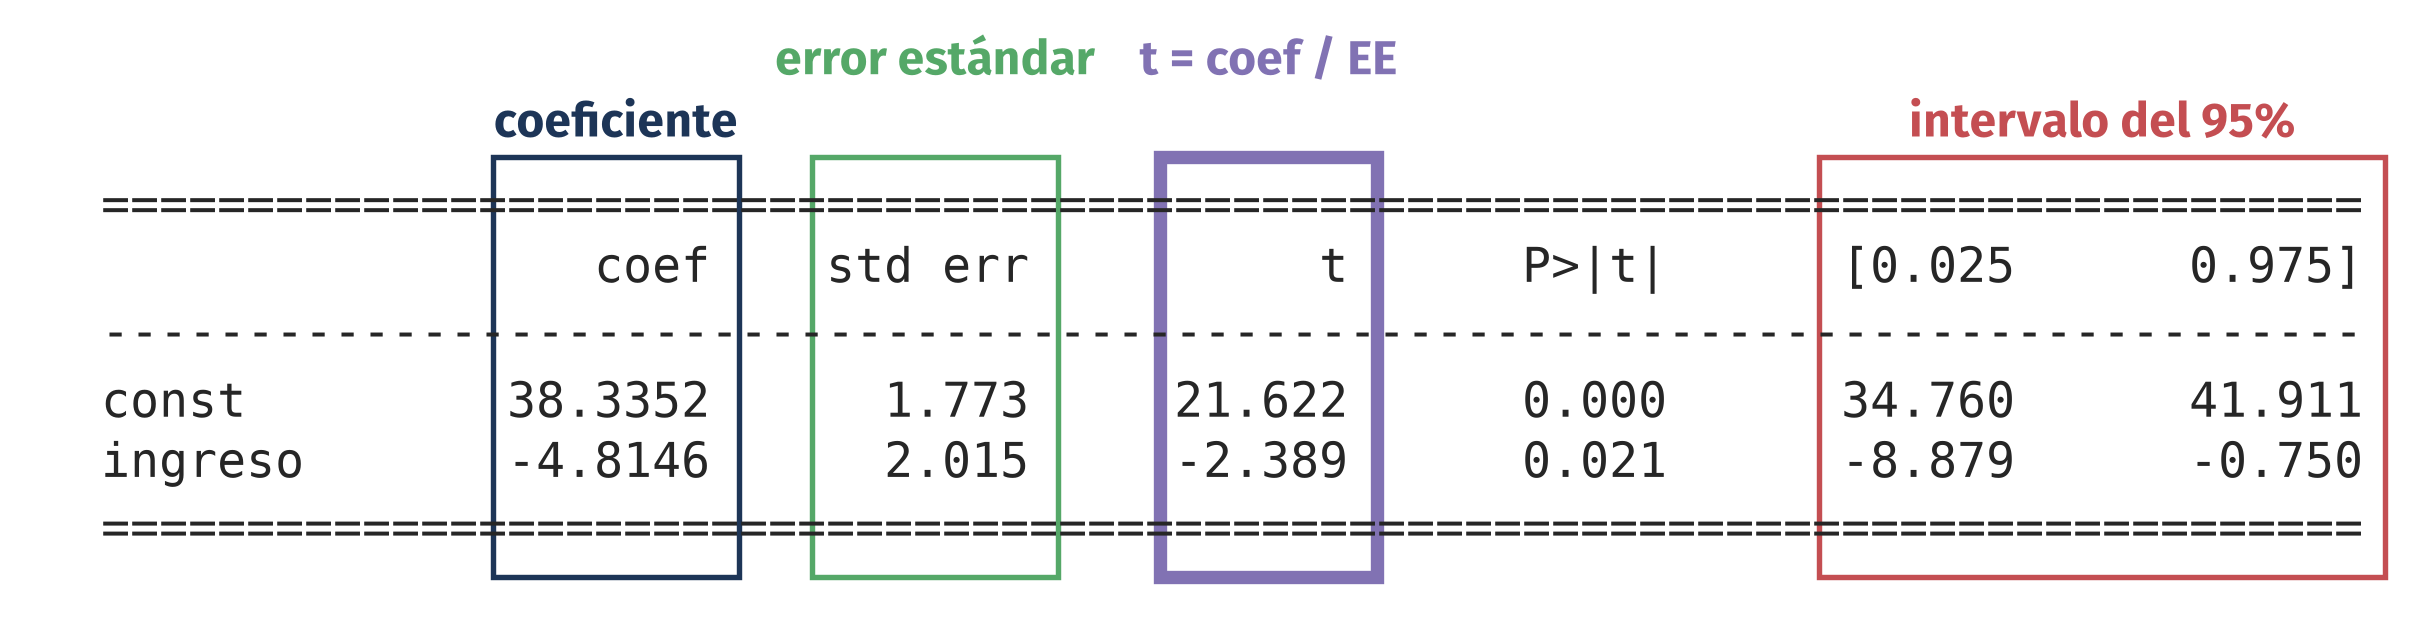 error estándar t = coef / EE
coeficiente intervalo del 95%
==============================================================================
coef std err t P>|t| [0.025 0.975]
------------------------------------------------------------------------------
const 38.3352 1.773 21.622 0.000 34.760 41.911
ingreso -4.8146 2.015 -2.389 0.021 -8.879 -0.750
==============================================================================